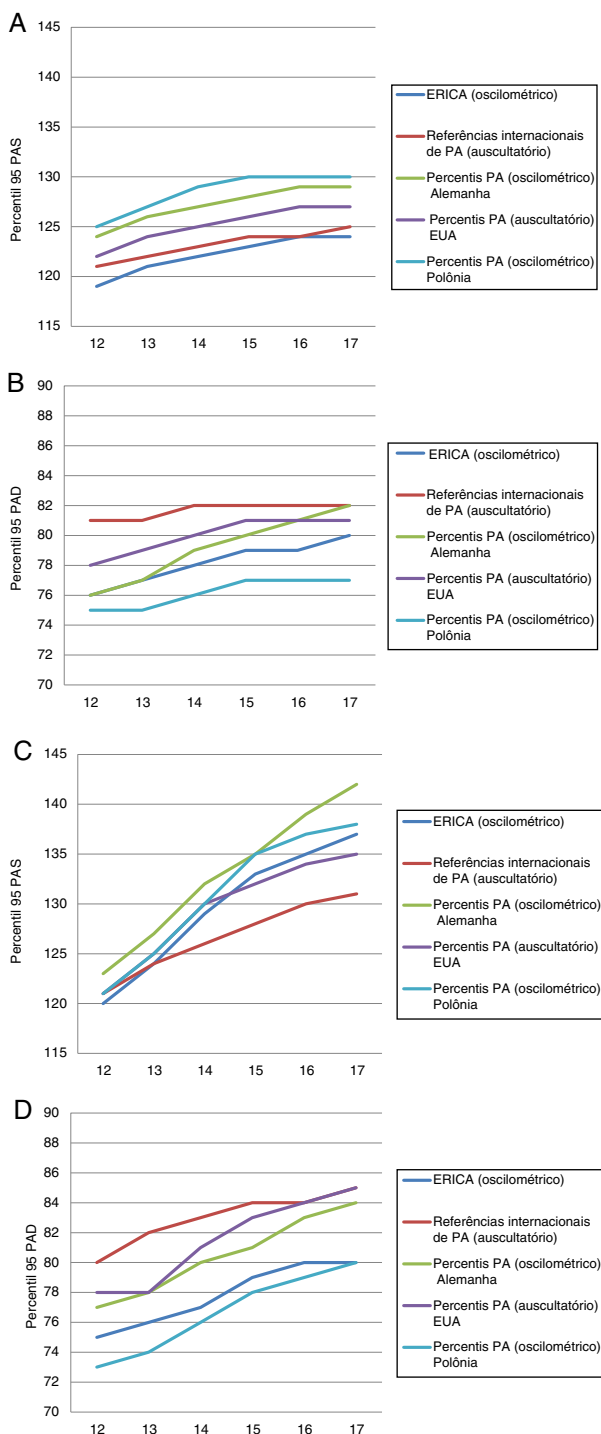 A
145
140
135
130
125
120
115
Percentil 95 PAS
12 13 14 15 16 17
ERICA (oscilométrico)
Referências internacionais
de PA (auscultatório)
Percentis PA (oscilométrico)
Alemanha
Percentis PA (auscultatório)
EUA
Percentis PA (oscilométrico)
Polônia
B
90
88
86
84
82
80
78
76
74
72
70
Percentil 95 PAD
12 13 14 15 16 17
ERICA (oscilométrico)
Referências internacionais
de PA (auscultatório)
Percentis PA (oscilométrico)
Alemanha
Percentis PA (auscultatório)
EUA
Percentis PA (oscilométrico)
Polônia
C
145
140
135
130
125
120
115
Percentil 95 PAS
12 13 14 15 16 17
ERICA (oscilométrico)
Referências internacionais
de PA (auscultatório)
Percentis PA (oscilométrico)
Alemanha
Percentis PA (auscultatório)
EUA
Percentis PA (oscilométrico)
Polônia
D
90
88
86
84
82
80
78
76
74
72
70
Percentil 95 PAD
12 13 14 15 16 17
ERICA (oscilométrico)
Referências internacionais
de PA (auscultatório)
Percentis PA (oscilométrico)
Alemanha
Percentis PA (auscultatório)
EUA
Percentis PA (oscilométrico)
Polônia